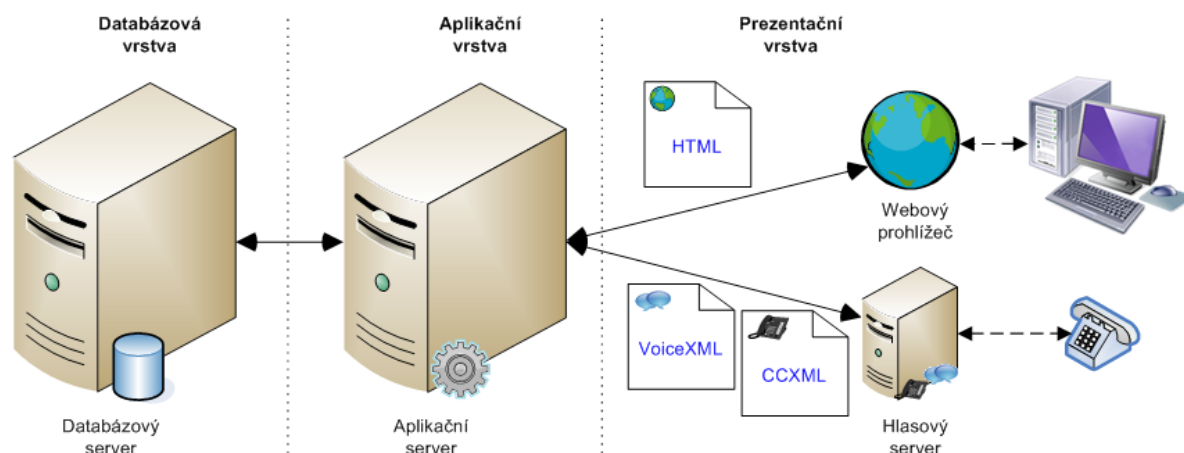 Databázová
vrstva
Aplikační
vrstva
Prezentační
vrstva
HTML
Webový
prohlížeč
VoiceXML
CCXML
Databázový
server
Aplikační
server
Hlasový
server